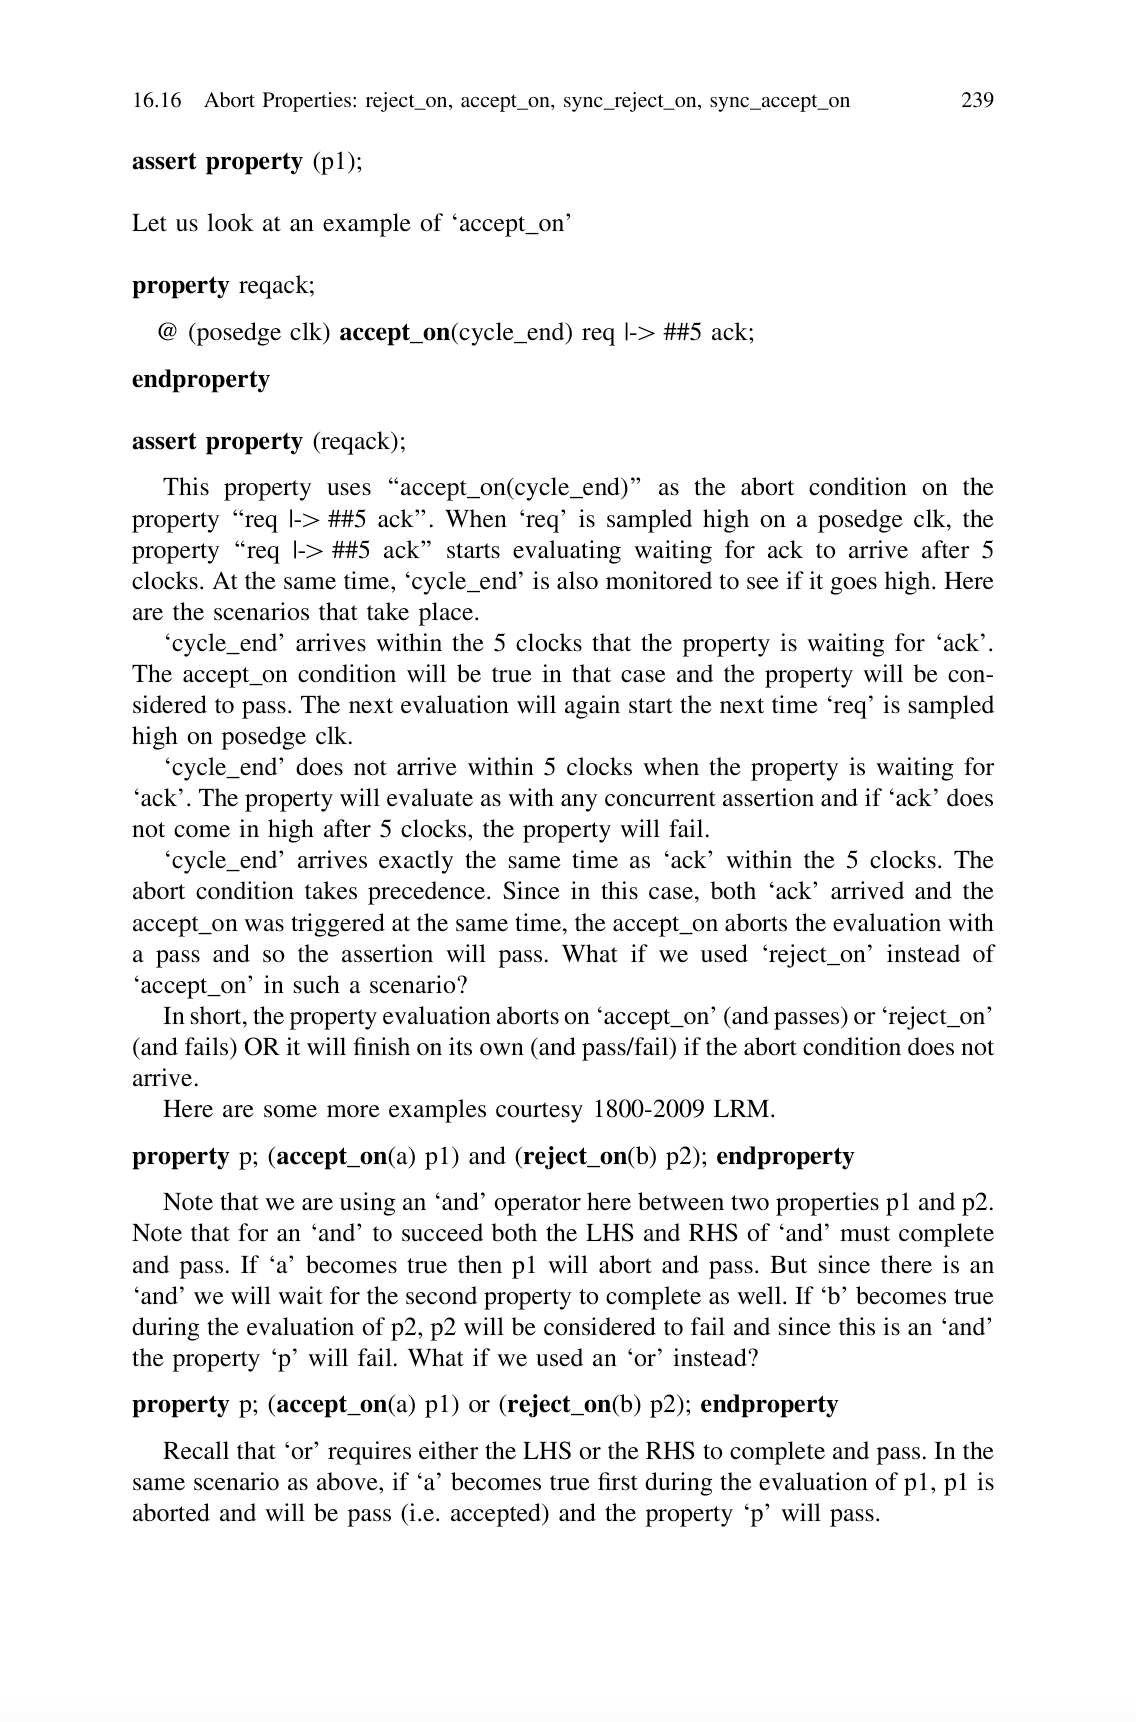 16.16 Abort Properties: reject_on, accept_on, sync_reject_on, sync_accept_on 239
assert property (p1);
Let us look at an example of ‘accept_on’
property reqack;
@ (posedge clk) accept_on(cycle_end) req |-> ##5 ack;
endproperty
assert property (reqack);
This property uses “accept_on(cycle_end)” as the abort condition on the
property “req |-> ##5 ack”. When ‘req’ is sampled high on a posedge clk, the
property “req |-> ##5 ack” starts evaluating waiting for ack to arrive after 5
clocks. At the same time, ‘cycle_end’ is also monitored to see if it goes high. Here
are the scenarios that take place.
‘cycle_end’ arrives within the 5 clocks that the property is waiting for ‘ack’.
The accept_on condition will be true in that case and the property will be con-
sidered to pass. The next evaluation will again start the next time ‘req’ is sampled
high on posedge clk.
‘cycle_end’ does not arrive within 5 clocks when the property is waiting for
‘ack’. The property will evaluate as with any concurrent assertion and if ‘ack’ does
not come in high after 5 clocks, the property will fail.
‘cycle_end’ arrives exactly the same time as ‘ack’ within the 5 clocks. The
abort condition takes precedence. Since in this case, both ‘ack’ arrived and the
accept_on was triggered at the same time, the accept_on aborts the evaluation with
a pass and so the assertion will pass. What if we used ‘reject_on’ instead of
‘accept_on’ in such a scenario?
In short, the property evaluation aborts on ‘accept_on’ (and passes) or ‘reject_on’
(and fails) OR it will finish on its own (and pass/fail) if the abort condition does not
arrive.
Here are some more examples courtesy 1800-2009 LRM.
property p; (accept_on(a) p1) and (reject_on(b) p2); endproperty
Note that we are using an ‘and’ operator here between two properties p1 and p2.
Note that for an ‘and’ to succeed both the LHS and RHS of ‘and’ must complete
and pass. If ‘a’ becomes true then p1 will abort and pass. But since there is an
‘and’ we will wait for the second property to complete as well. If ‘b’ becomes true
during the evaluation of p2, p2 will be considered to fail and since this is an ‘and’
the property ‘p’ will fail. What if we used an ‘or’ instead?
property p; (accept_on(a) p1) or (reject_on(b) p2); endproperty
Recall that ‘or’ requires either the LHS or the RHS to complete and pass. In the
same scenario as above, if ‘a’ becomes true first during the evaluation of p1, p1 is
aborted and will be pass (i.e. accepted) and the property ‘p’ will pass.